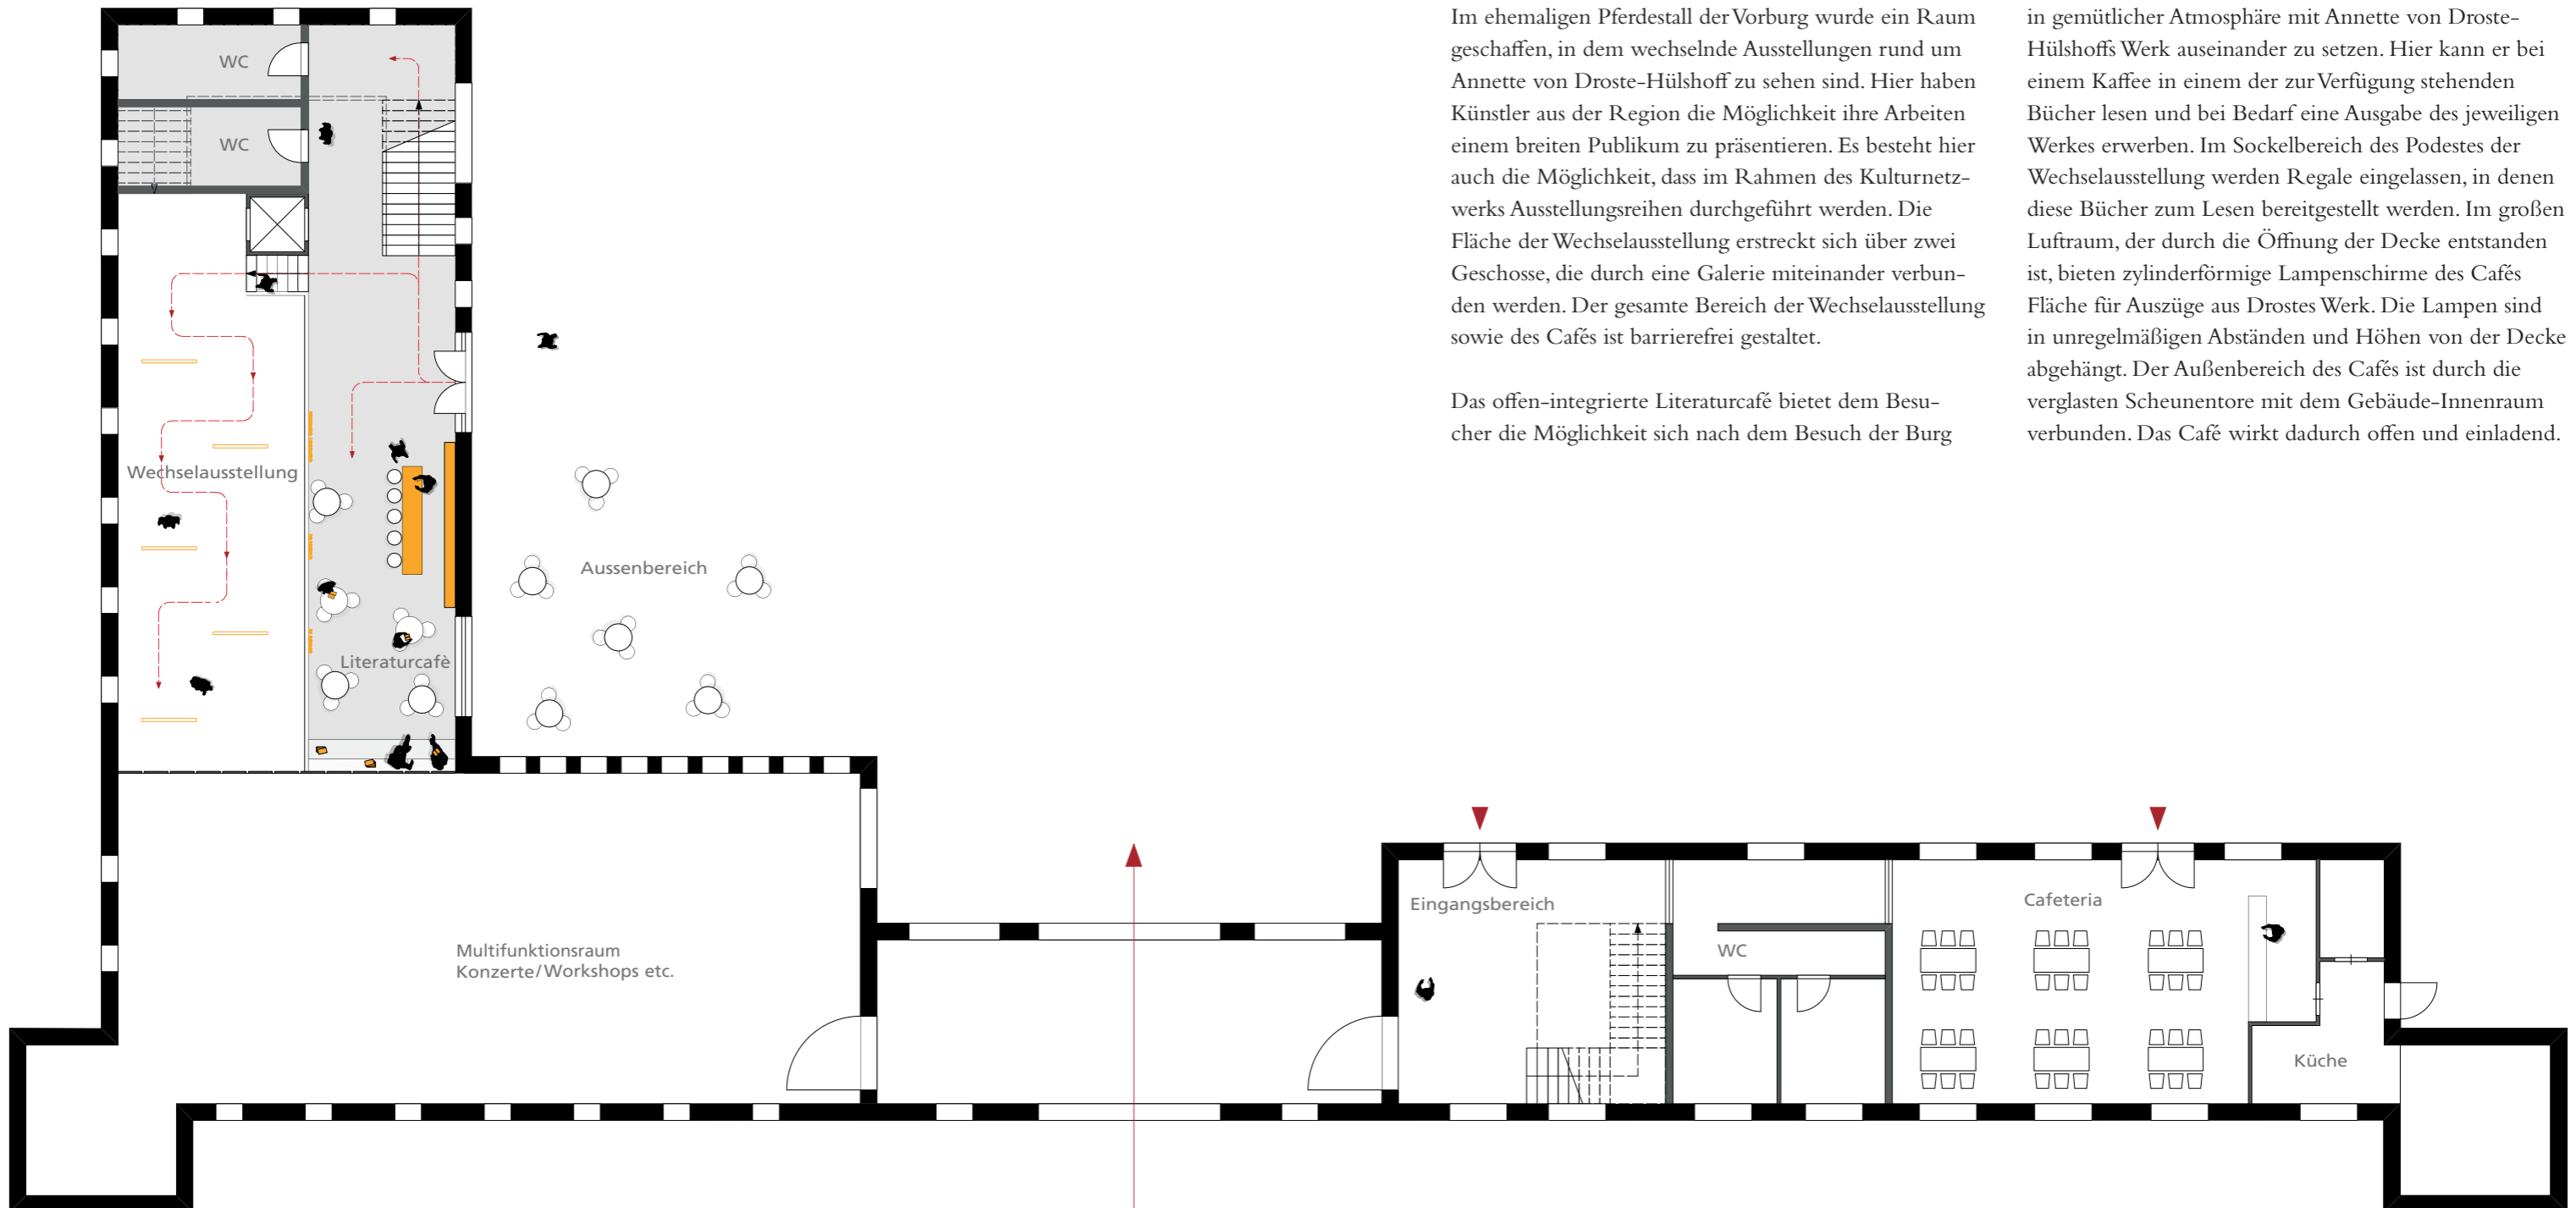 Im ehemaligen Pferdestall der Vorburg wurde ein Raum
geschaffen, in dem wechselnde Ausstellungen rund um
Annette von Droste-Hülshoff zu sehen sind. Hier haben
Künstler aus der Region die Möglichkeit ihre Arbeiten
einem breiten Publikum zu präsentieren. Es besteht hier
auch die Möglichkeit, dass im Rahmen des Kulturnetz-
werks Ausstellungsreihen durchgeführt werden. Die
Fläche der Wechselausstellung erstreckt sich über zwei
Geschosse, die durch eine Galerie miteinander verbun-
den werden. Der gesamte Bereich der Wechselausstellung
sowie des Cafés ist barrierefrei gestaltet.
Das offen-integrierte Literaturcafé bietet dem Besu-
cher die Möglichkeit sich nach dem Besuch der Burg
in gemütlicher Atmosphäre mit Annette von Droste-
Hülshoffs Werk auseinander zu setzen. Hier kann er bei
einem Kaffee in einem der zur Verfügung stehenden
Bücher lesen und bei Bedarf eine Ausgabe des jeweiligen
Werkes erwerben. Im Sockelbereich des Podestes der
Wechselausstellung werden Regale eingelassen, in denen
diese Bücher zum Lesen bereitgestellt werden. Im großen
Luftraum, der durch die Öffnung der Decke entstanden
ist, bieten zylinderförmige Lampenschirme des Cafés
Fläche für Auszüge aus Drostes Werk. Die Lampen sind
in unregelmäßigen Abständen und Höhen von der Decke
abgehängt. Der Außenbereich des Cafés ist durch die
verglasten Scheunentore mit dem Gebäude-Innenraum
verbunden. Das Café wirkt dadurch offen und einladend.
WC
WC
Wechselausstellung
Aussenbereich
Literaturcafè
Multifunktionsraum
Konzerte/Workshops etc.
Eingangsbereich
WC
Cafeteria
Küche